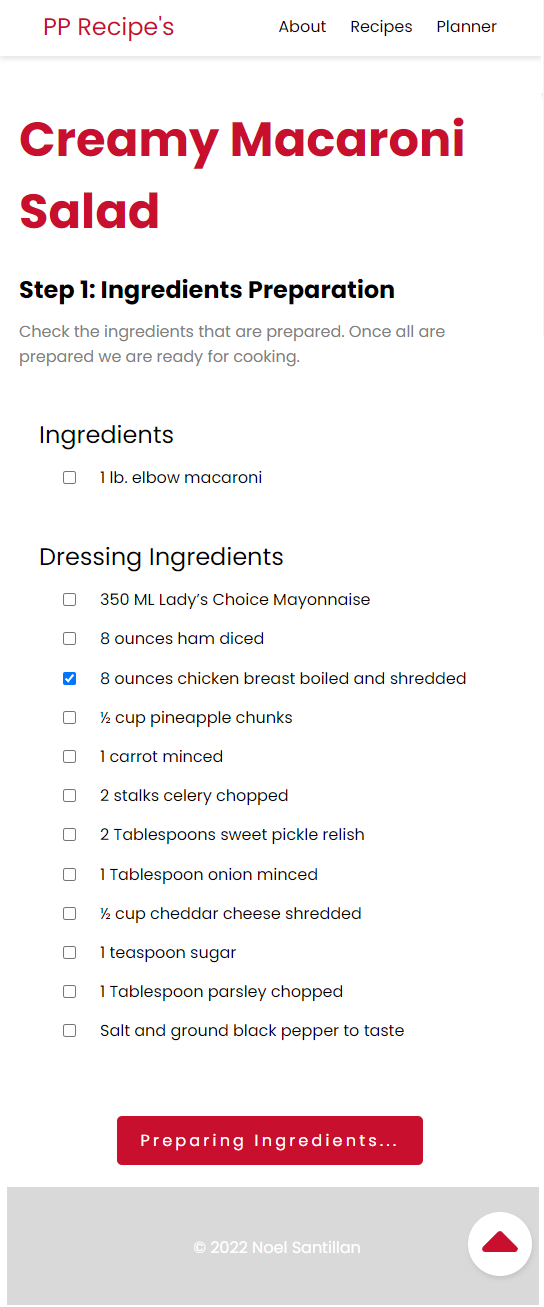 PP Recipe's
About Recipes Planner
Creamy Macaroni
Salad
Step 1: Ingredients Preparation
Check the ingredients that are prepared. Once all are
prepared we are ready for cooking.
Ingredients
1 lb. elbow macaroni
Dressing Ingredients
350 ML Lady’s Choice Mayonnaise
8 ounces ham diced
8 ounces chicken breast boiled and shredded
½ cup pineapple chunks
1 carrot minced
2 stalks celery chopped
2 Tablespoons sweet pickle relish
1 Tablespoon onion minced
½ cup cheddar cheese shredded
1 teaspoon sugar
1 Tablespoon parsley chopped
Salt and ground black pepper to taste
Preparing Ingredients...
© 2022 Noel Santillan